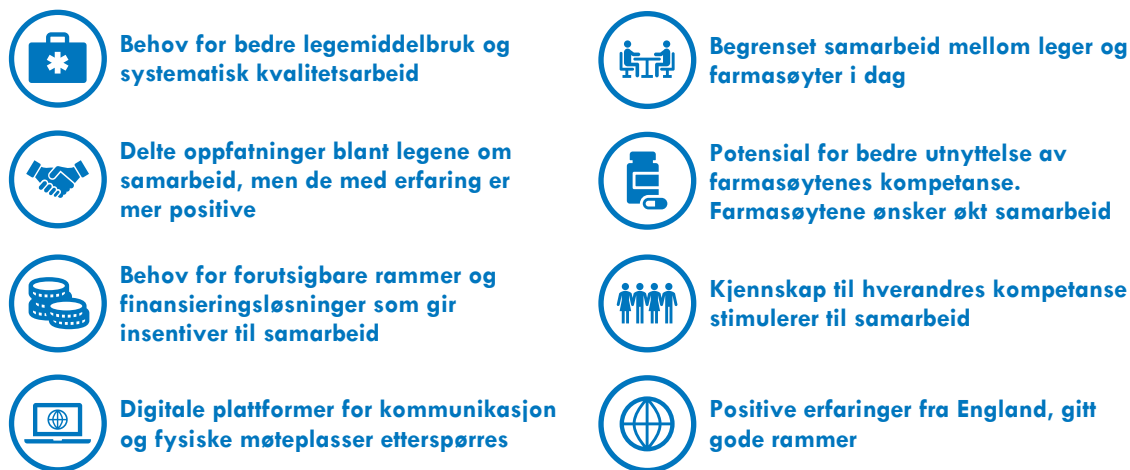 Behov for bedre legemiddelbruk og
systematisk kvalitetsarbeid
Begrenset samarbeid mellom leger og
farmasøyter i dag
Delte oppfatninger blant legene om
samarbeid, men de med erfaring er
mer positive
Potensial for bedre utnyttelse av
farmasøytenes kompetanse.
Farmasøytene ønsker økt samarbeid
Behov for forutsigbare rammer og
finansieringsløsninger som gir
insentiver til samarbeid
Kjennskap til hverandres kompetanse
stimulerer til samarbeid
Digitale plattformer for kommunikasjon
og fysiske møteplasser etterspørres
Positive erfaringer fra England, gitt
gode rammer